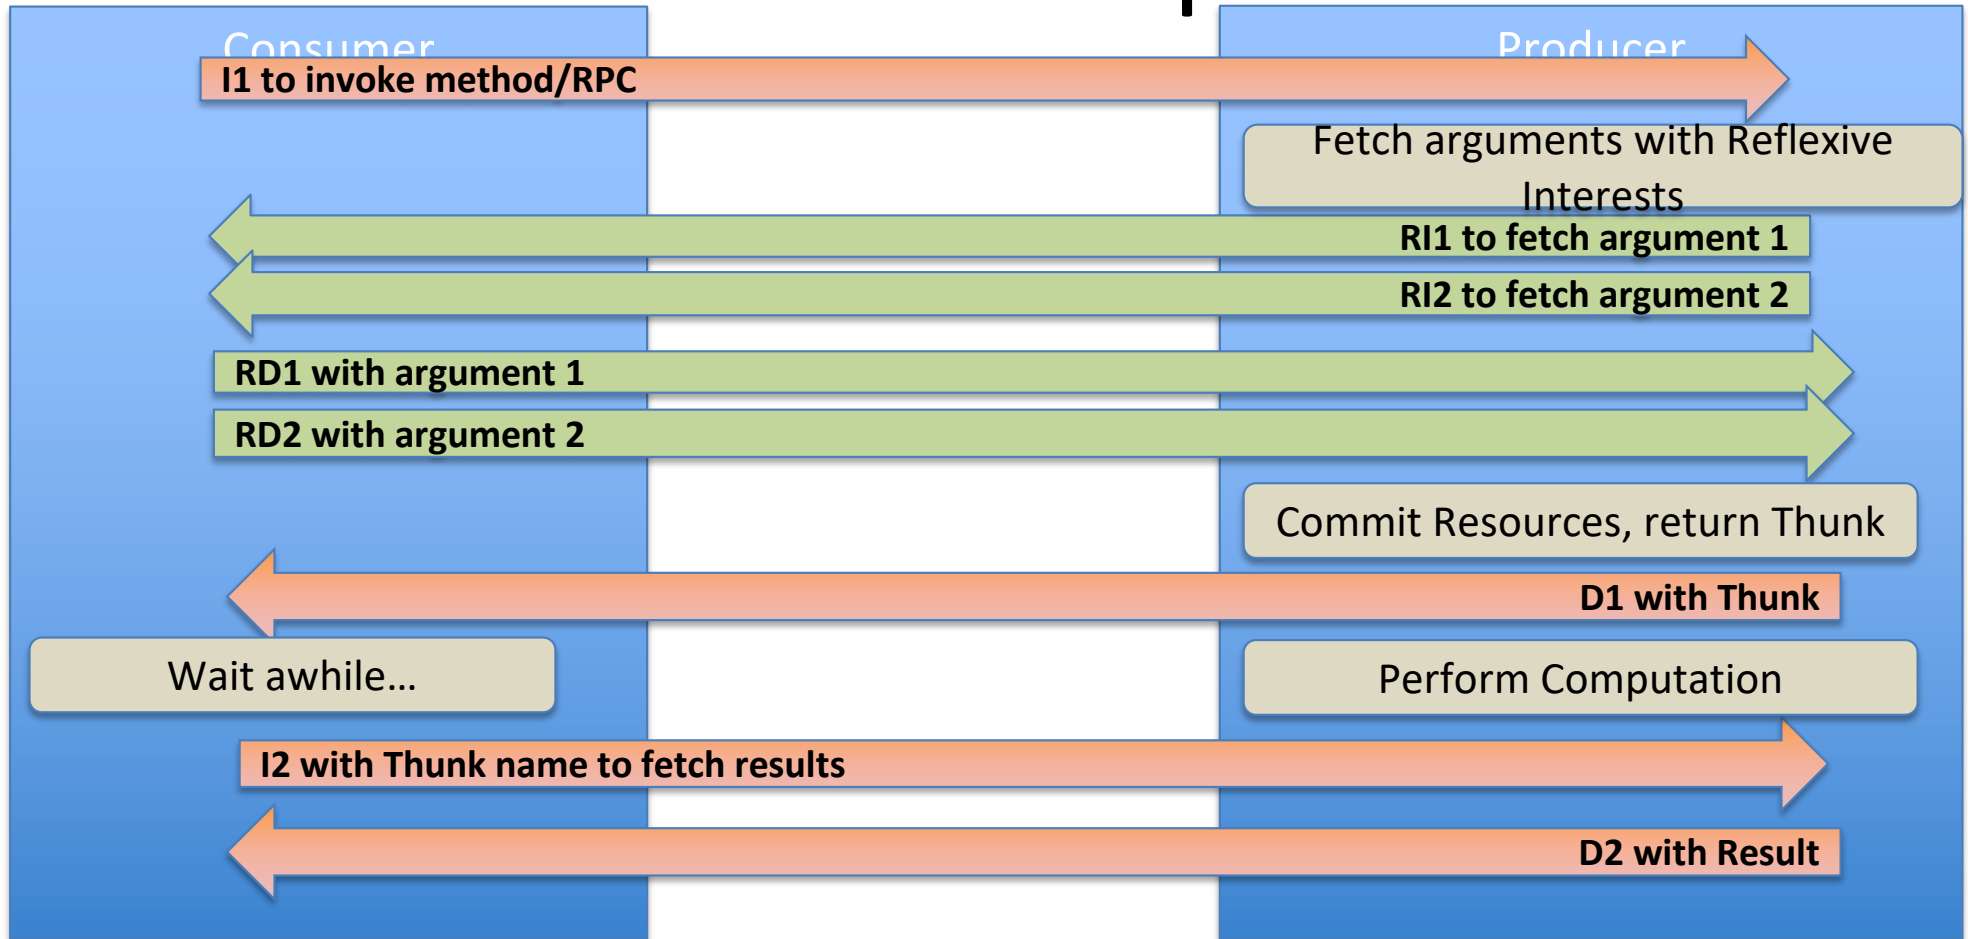 Consumer
Producer
I1 to invoke method/RPC
Fetch arguments with Reflexive
Interests
RI1 to fetch argument 1
RI2 to fetch argument 2
RD1 with argument 1
RD2 with argument 2
Commit Resources, return Thunk
D1 with Thunk
Wait awhile…
Perform Computation
I2 with Thunk name to fetch results
D2 with Result